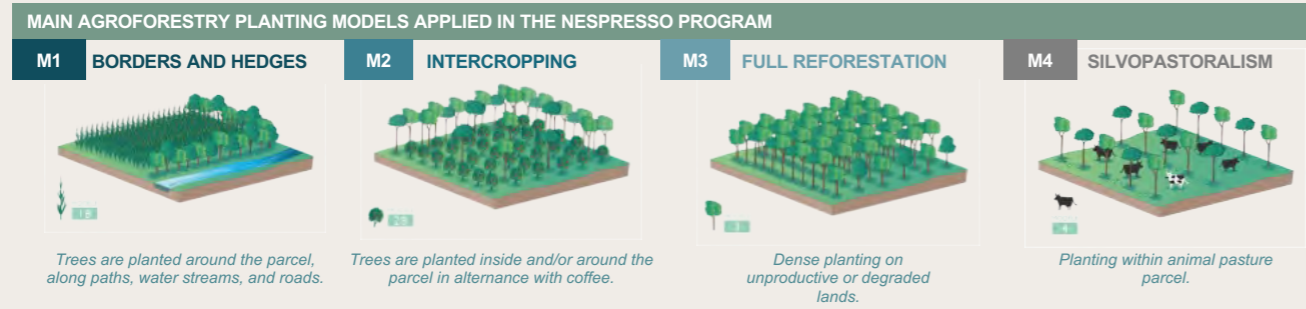 MAIN AGROFORESTRY PLANTING MODELS APPLIED IN THE NESPRESSO PROGRAM
M1 BORDERS AND HEDGES
Trees are planted around the parcel,
along paths, water streams, and roads.
M2 INTERCROPPING
Trees are planted inside and/or around the
parcel in alternance with coffee.
M3 FULL REFORESTATION
Dense planting on
unproductive or degraded
lands.
M4 SILVOPASTORALISM
Planting within animal pasture
parcel.